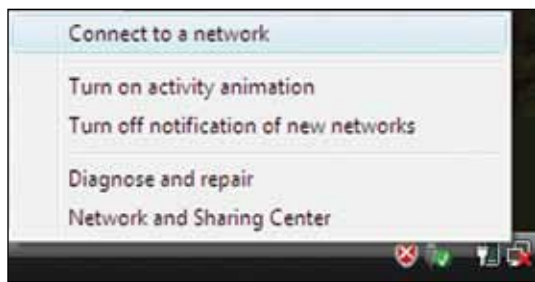 Connect to a network
Turn on activity animation
Turn off notification of new networks
Diagnose and repair
Network and Sharing Center